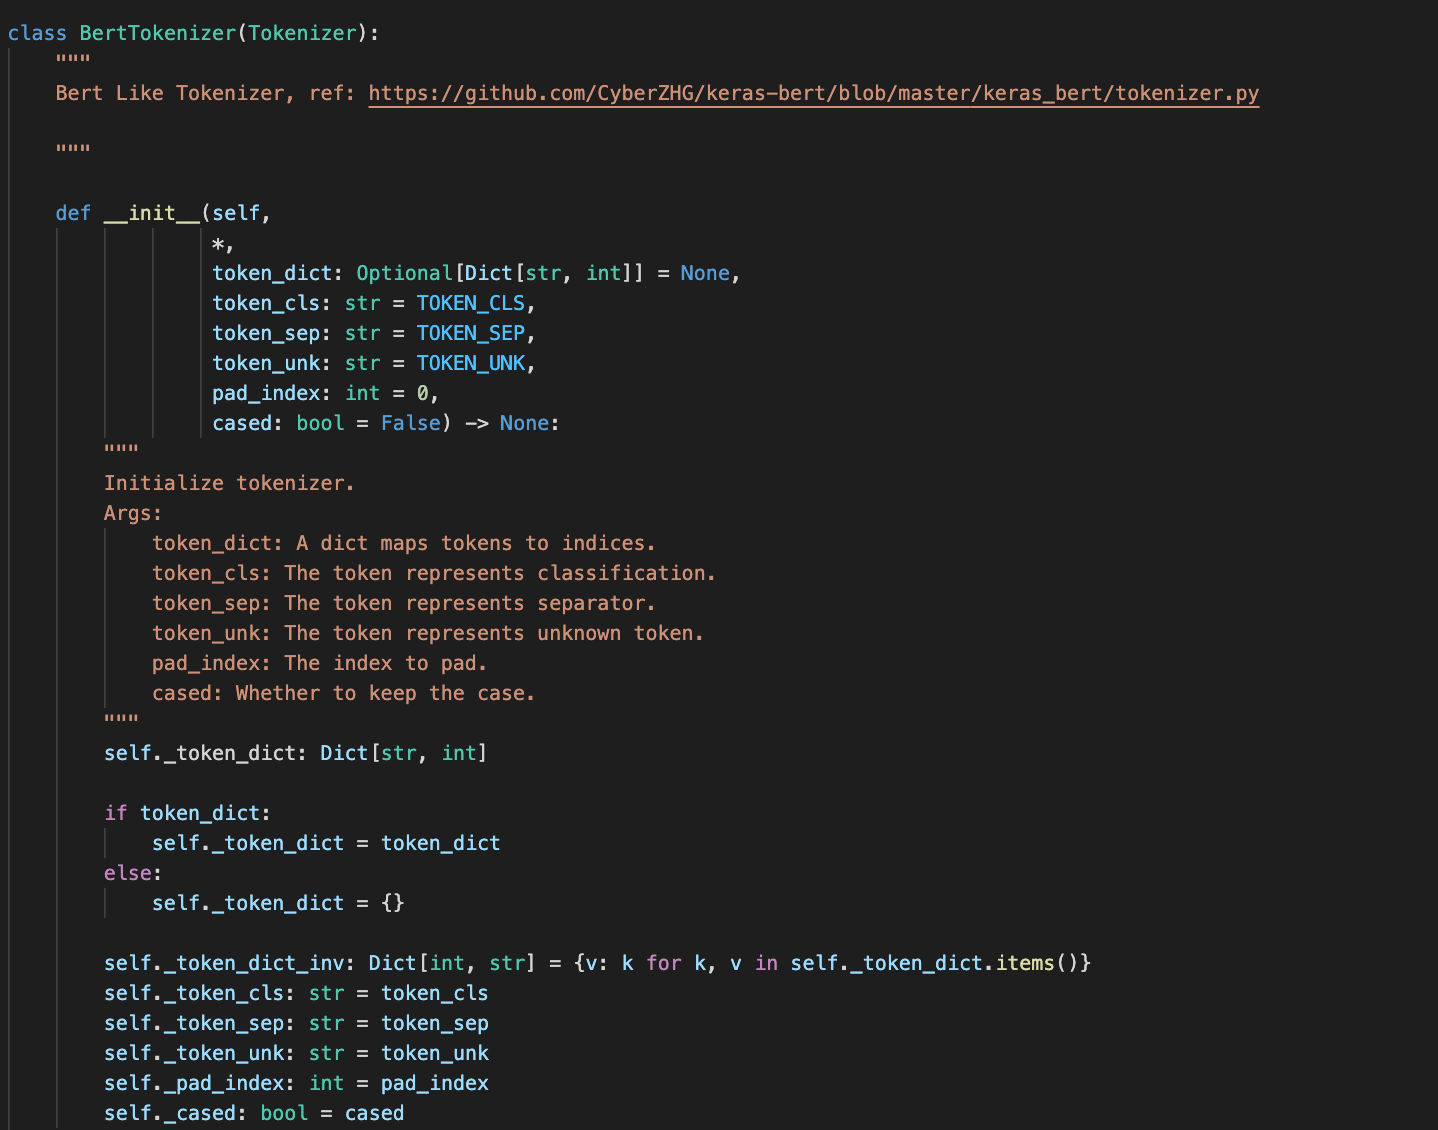 class BertTokenizer(Tokenizer):
    """
    Bert Like Tokenizer, ref: https://github.com/CyberZHG/keras-bert/blob/master/keras_bert/tokenizer.py

    """

    def __init__(self,
                 *,
                 token_dict: Optional[Dict[str, int]] = None,
                 token_cls: str = TOKEN_CLS,
                 token_sep: str = TOKEN_SEP,
                 token_unk: str = TOKEN_UNK,
                 pad_index: int = 0,
                 cased: bool = False) -> None:
        """
        Initialize tokenizer.
        Args:
            token_dict: A dict maps tokens to indices.
            token_cls: The token represents classification.
            token_sep: The token represents separator.
            token_unk: The token represents unknown token.
            pad_index: The index to pad.
            cased: Whether to keep the case.
        """
        self._token_dict: Dict[str, int]

        if token_dict:
            self._token_dict = token_dict
        else:
            self._token_dict = {}

        self._token_dict_inv: Dict[int, str] = {v: k for k, v in self._token_dict.items()}
        self._token_cls: str = token_cls
        self._token_sep: str = token_sep
        self._token_unk: str = token_unk
        self._pad_index: int = pad_index
        self._cased: bool = cased